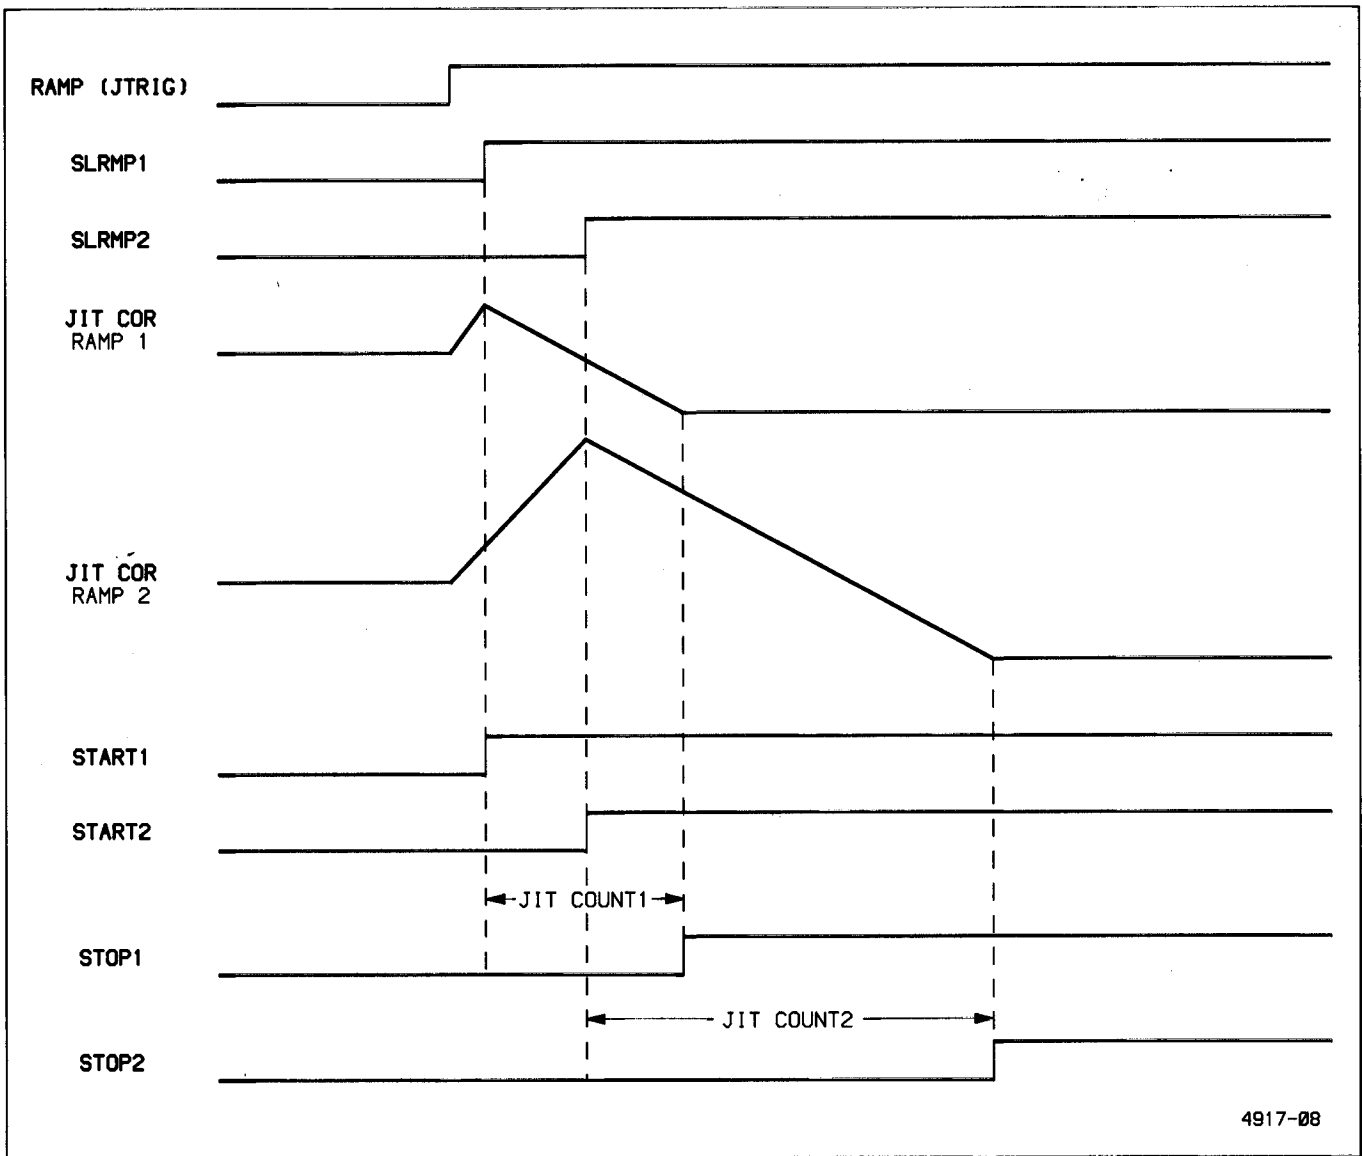 RAMP (JTRIG)
SLRMP1
SLRMP2
JIT COR
RAMP 1
JIT COR
RAMP 2
START1
START2
JIT COUNT1
STOP1
JIT COUNT2
STOP2
4917-08